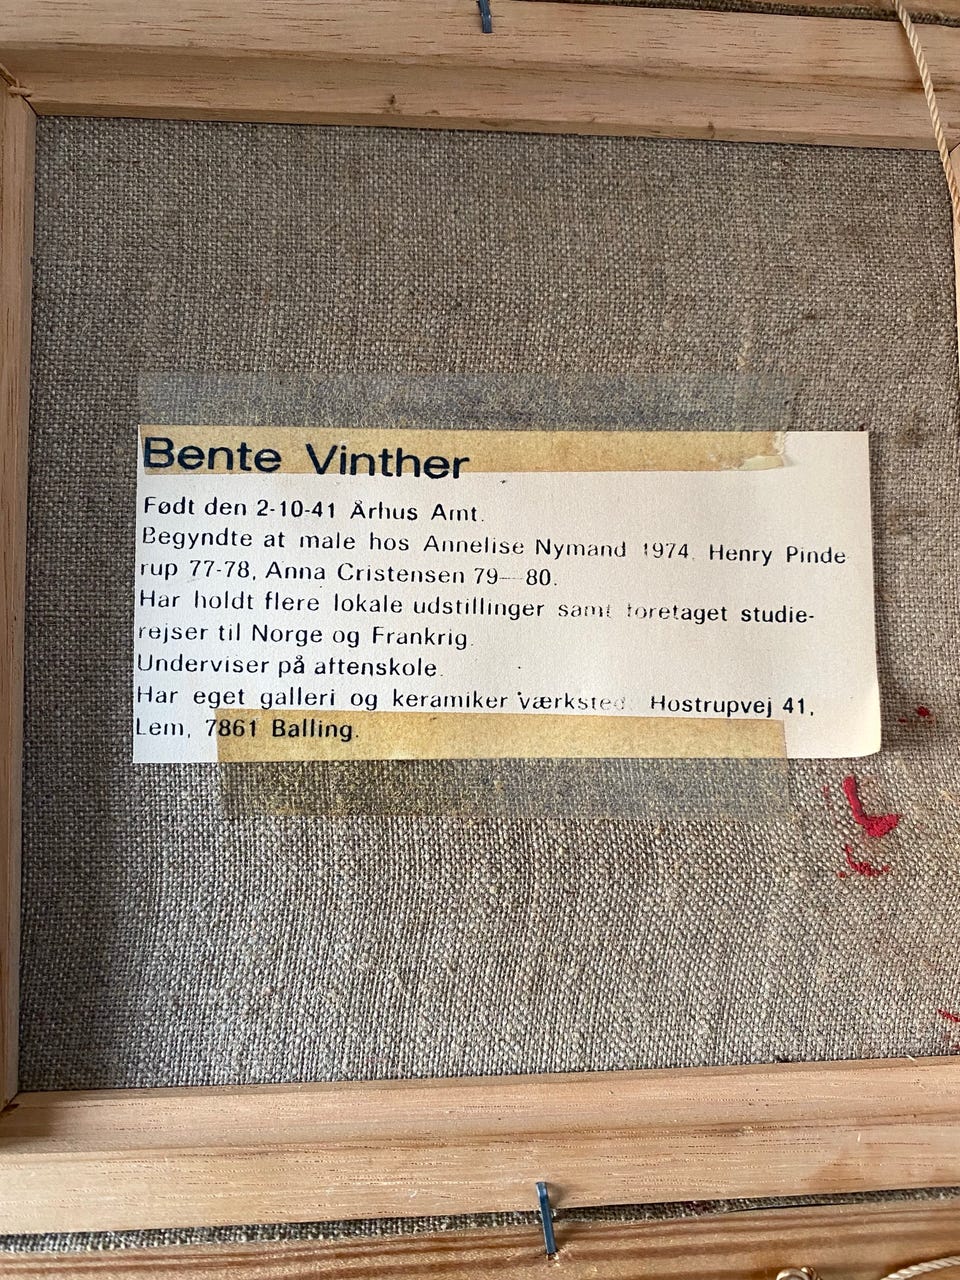 Bente Vinther
Født den 2-10-41 Århus Amt.
Begyndte at male hos Annelise Nymand 1974. Henry Pinde
rup 77-78, Anna Cristensen 79--80.
Har holdt flere lokale udstillinger samt foretaget studie-
rejser til Norge og Frankrig.
Underviser på aftenskole.
Har eget galleri og keramiker værksted. Hostrupvej 41,
Lem, 7861 Balling.